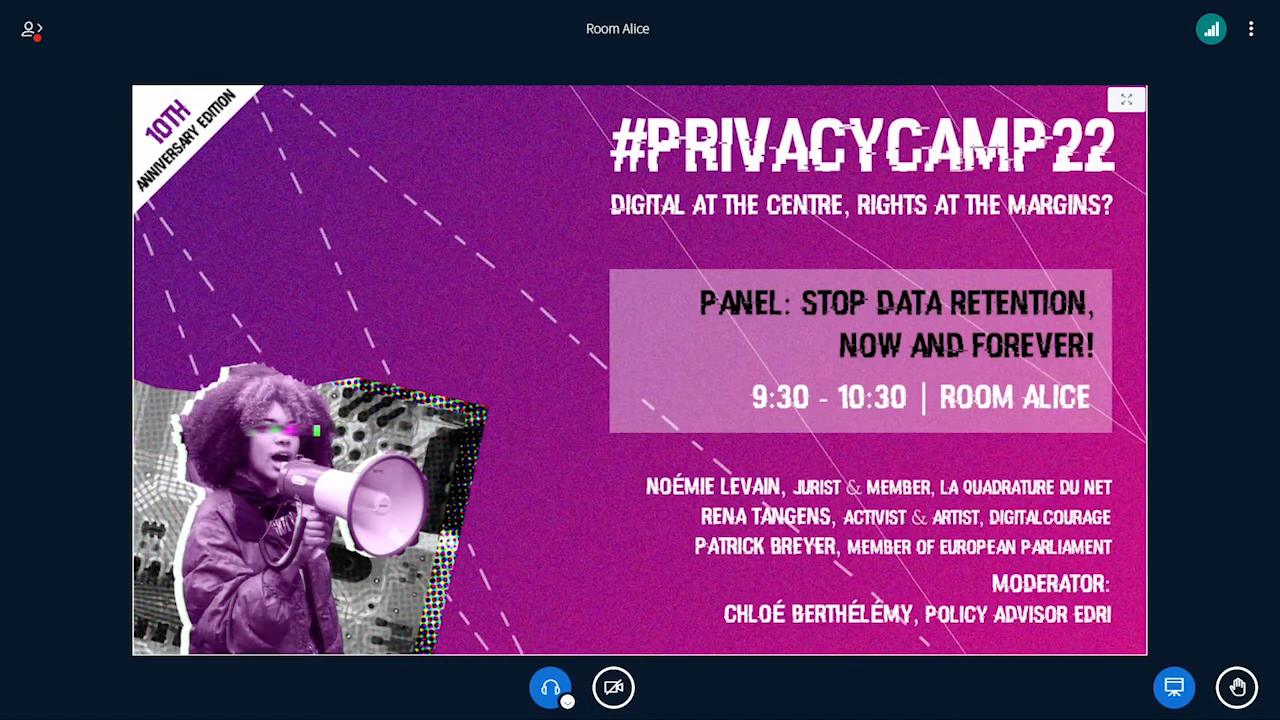 Room Alice
10TH
ANNIVERSARY EDITION
#PRIVACYCAMP22
DIGITAL AT THE CENTRE, RIGHTS AT THE MARGINS?
PANEL: STOP DATA RETENTION,
NOW AND FOREVER!
9:30 - 10:30 | ROOM ALICE
NOÉMIE LEVAIN, JURIST & MEMBER, LA QUADRATURE DU NET
RENA TANGENS, ACTIVIST & ARTIST, DIGITALCOURAGE
PATRICK BREYER, MEMBER OF EUROPEAN PARLIAMENT
MODERATOR:
CHLOÉ BERTHÉLÉMY, POLICY ADVISOR EDRI